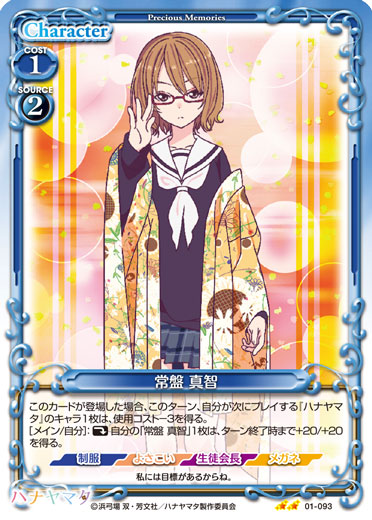 Precious Memories
Character
COST
1
SOURCE
2
常盤 真智
このカードが登場した場合、このターン、自分が次にプレイする『ハナヤマ
タ』のキャラ1枚は、使用コスト-3を得る。
[メイン/自分]: 自分の「常盤 真智」1枚は、ターン終了時まで+20/+20
を得る。
制服 よさこい 生徒会長 メガネ
私には目標があるからね。
ハナヤマタ
01-093
©浜弓場 双・芳文社／ハナヤマタ製作委員会